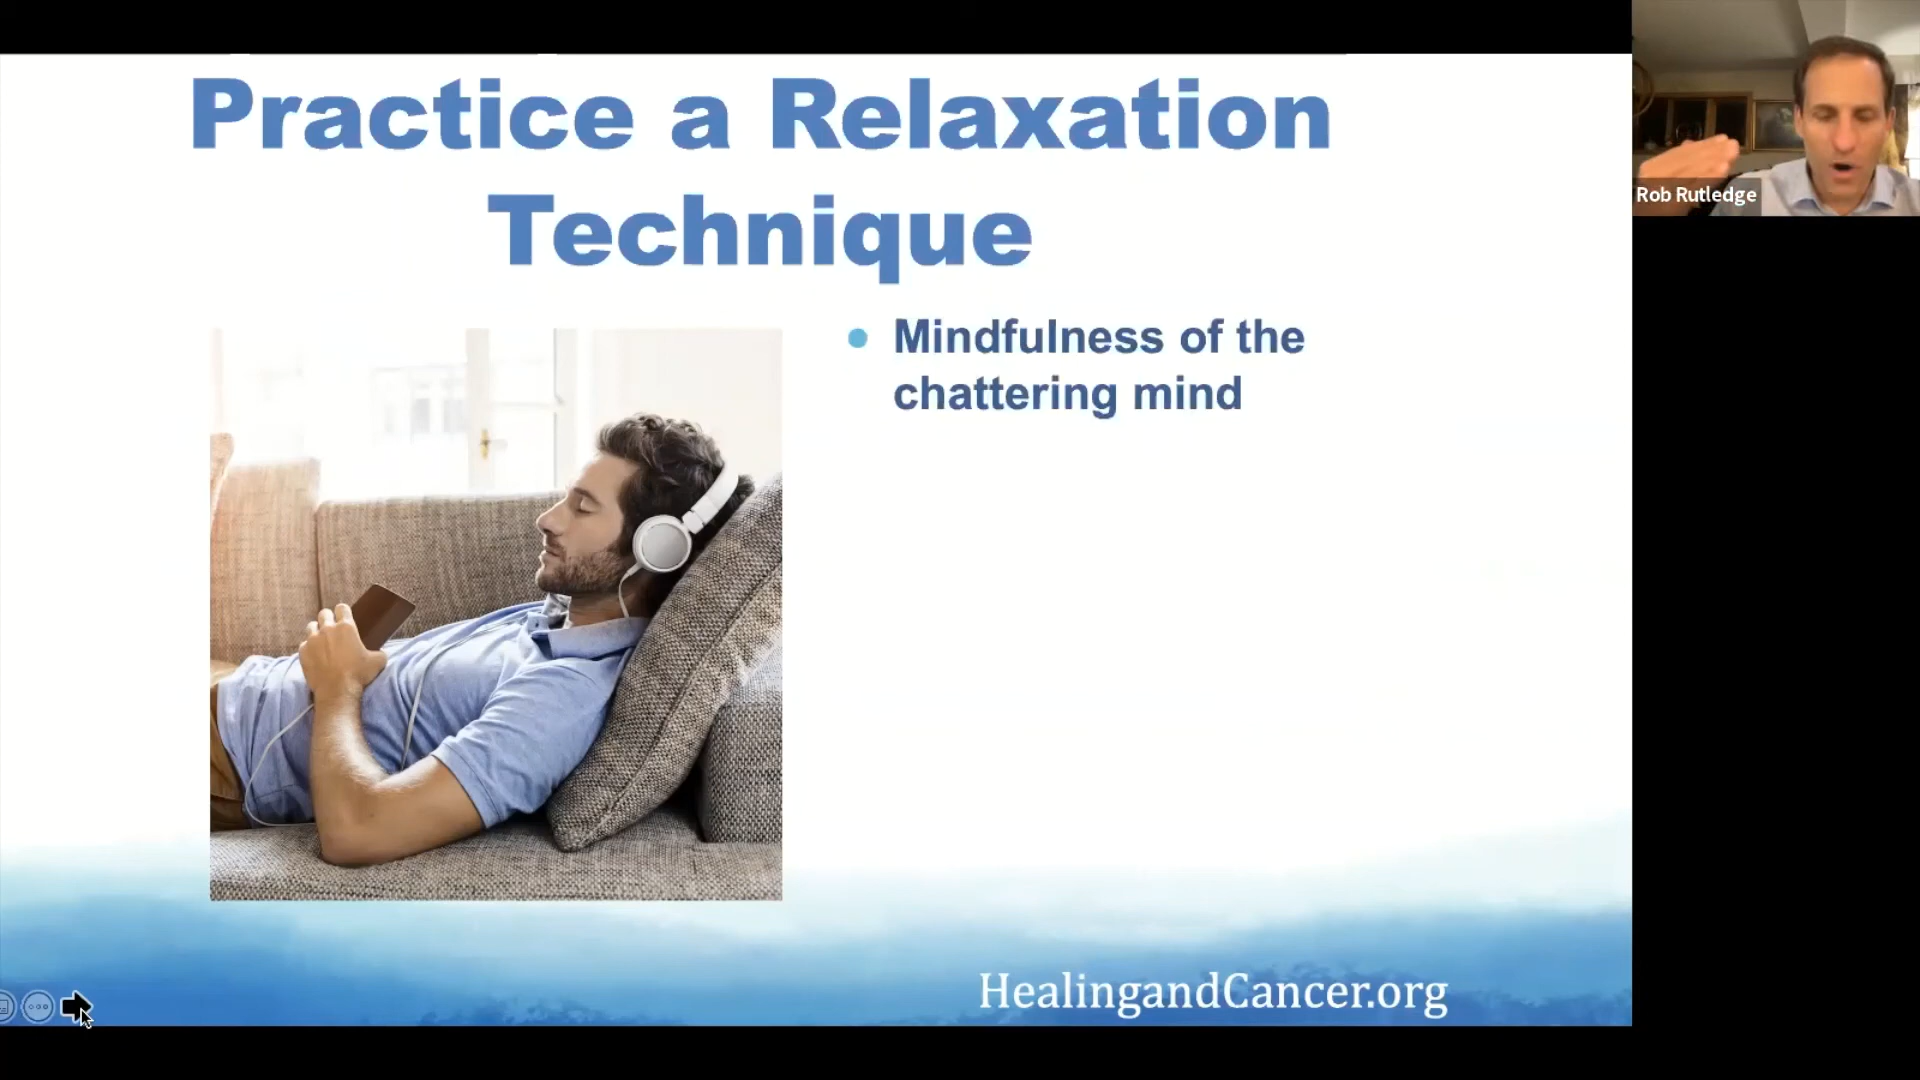 Practice a Relaxation
Technique
Rob Rutledge
• Mindfulness of the
chattering mind
HealingandCancer.org